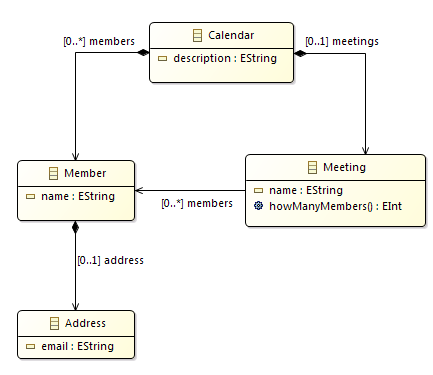 Calendar
[0..*] members
[0..1] meetings
description : EString
Member
name : EString
Meeting
name : EString
howManyMembers() : EInt
[0..*] members
[0..1] address
Address
email : EString